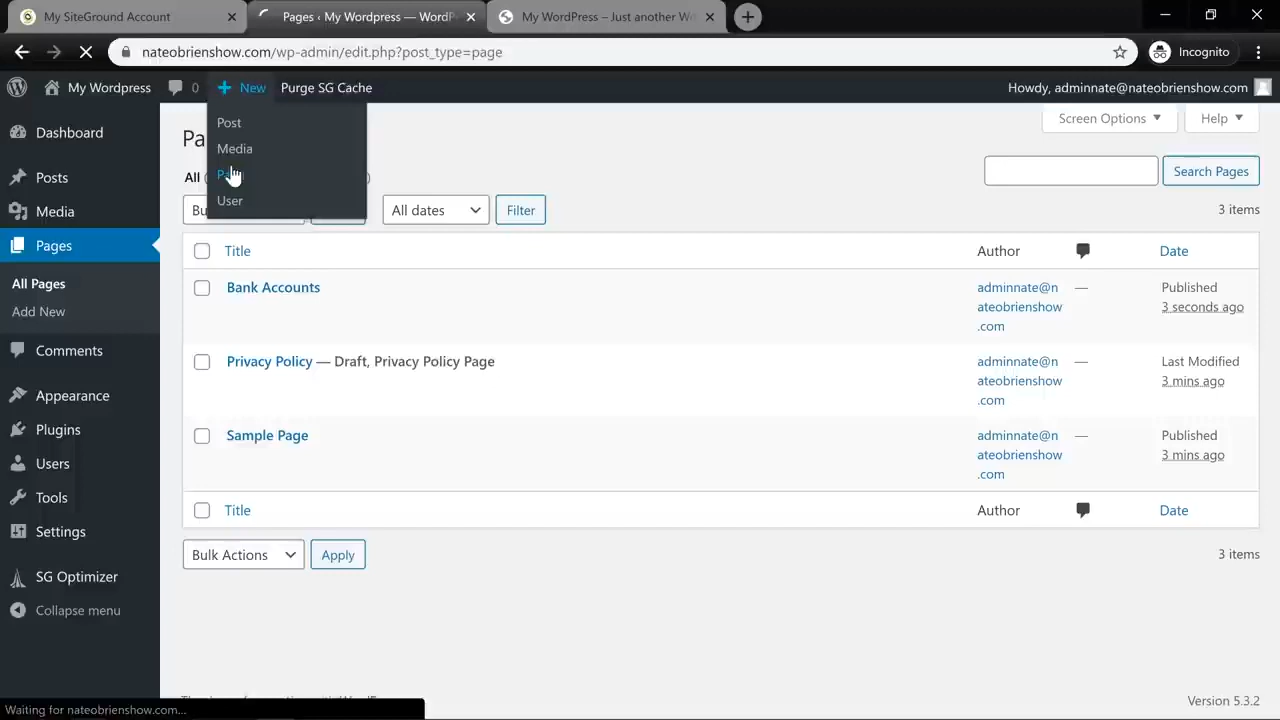 My SiteGround Account
Pages ‹ My Wordpress — WordP
My WordPress – Just another W
nateobrienshow.com/wp-admin/edit.php?post_type=page
Incognito
My Wordpress
0
New
Purge SG Cache
Howdy, adminnate@nateobrienshow.com
Post
Media
User
Dashboard
Posts
Media
Pages
All Pages
Add New
Comments
Appearance
Plugins
Users
Tools
Settings
SG Optimizer
Collapse menu
Screen Options
Help
All
Search Pages
All dates
Filter
3 items
Title
Author
Date
Bank Accounts
adminnate@n
ateobrienshow
.com
—
Published
3 seconds ago
Privacy Policy — Draft, Privacy Policy Page
adminnate@n
ateobrienshow
.com
—
Last Modified
3 mins ago
Sample Page
adminnate@n
ateobrienshow
.com
—
Published
3 mins ago
Title
Author
Date
Bulk Actions
Apply
3 items
Version 5.3.2
Waiting for nateobrienshow.com...